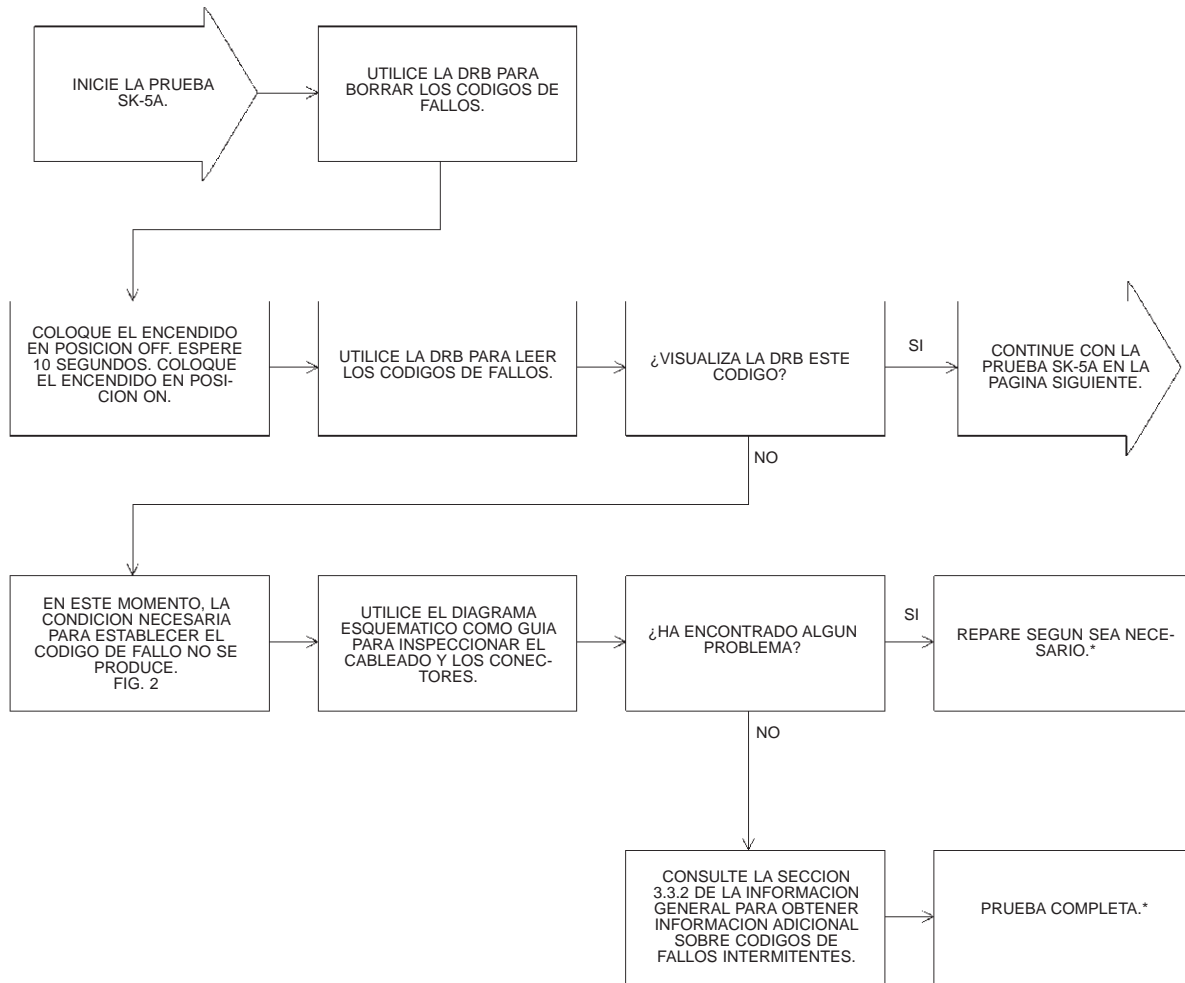 INICIE LA PRUEBA
SK-5A.
UTILICE LA DRB PARA
BORRAR LOS CODIGOS DE
FALLOS.
COLOQUE EL ENCENDIDO
EN POSICION OFF. ESPERE
10 SEGUNDOS. COLOQUE
EL ENCENDIDO EN POSI-
CION ON.
UTILICE LA DRB PARA LEER
LOS CODIGOS DE FALLOS.
¿VISUALIZA LA DRB ESTE
CODIGO?
SI
CONTINUE CON LA
PRUEBA SK-5A EN LA
PAGINA SIGUIENTE.
NO
EN ESTE MOMENTO, LA
CONDICION NECESARIA
PARA ESTABLECER EL
CODIGO DE FALLO NO SE
PRODUCE.
FIG. 2
UTILICE EL DIAGRAMA
ESQUEMATICO COMO GUIA
PARA INSPECCIONAR EL
CABLEADO Y LOS CONEC-
TORES.
¿HA ENCONTRADO ALGUN
PROBLEMA?
SI
REPARE SEGUN SEA NECE-
SARIO.*
NO
CONSULTE LA SECCION
3.3.2 DE LA INFORMACION
GENERAL PARA OBTENER
INFORMACION ADICIONAL
SOBRE CODIGOS DE
FALLOS INTERMITENTES.
PRUEBA COMPLETA.*